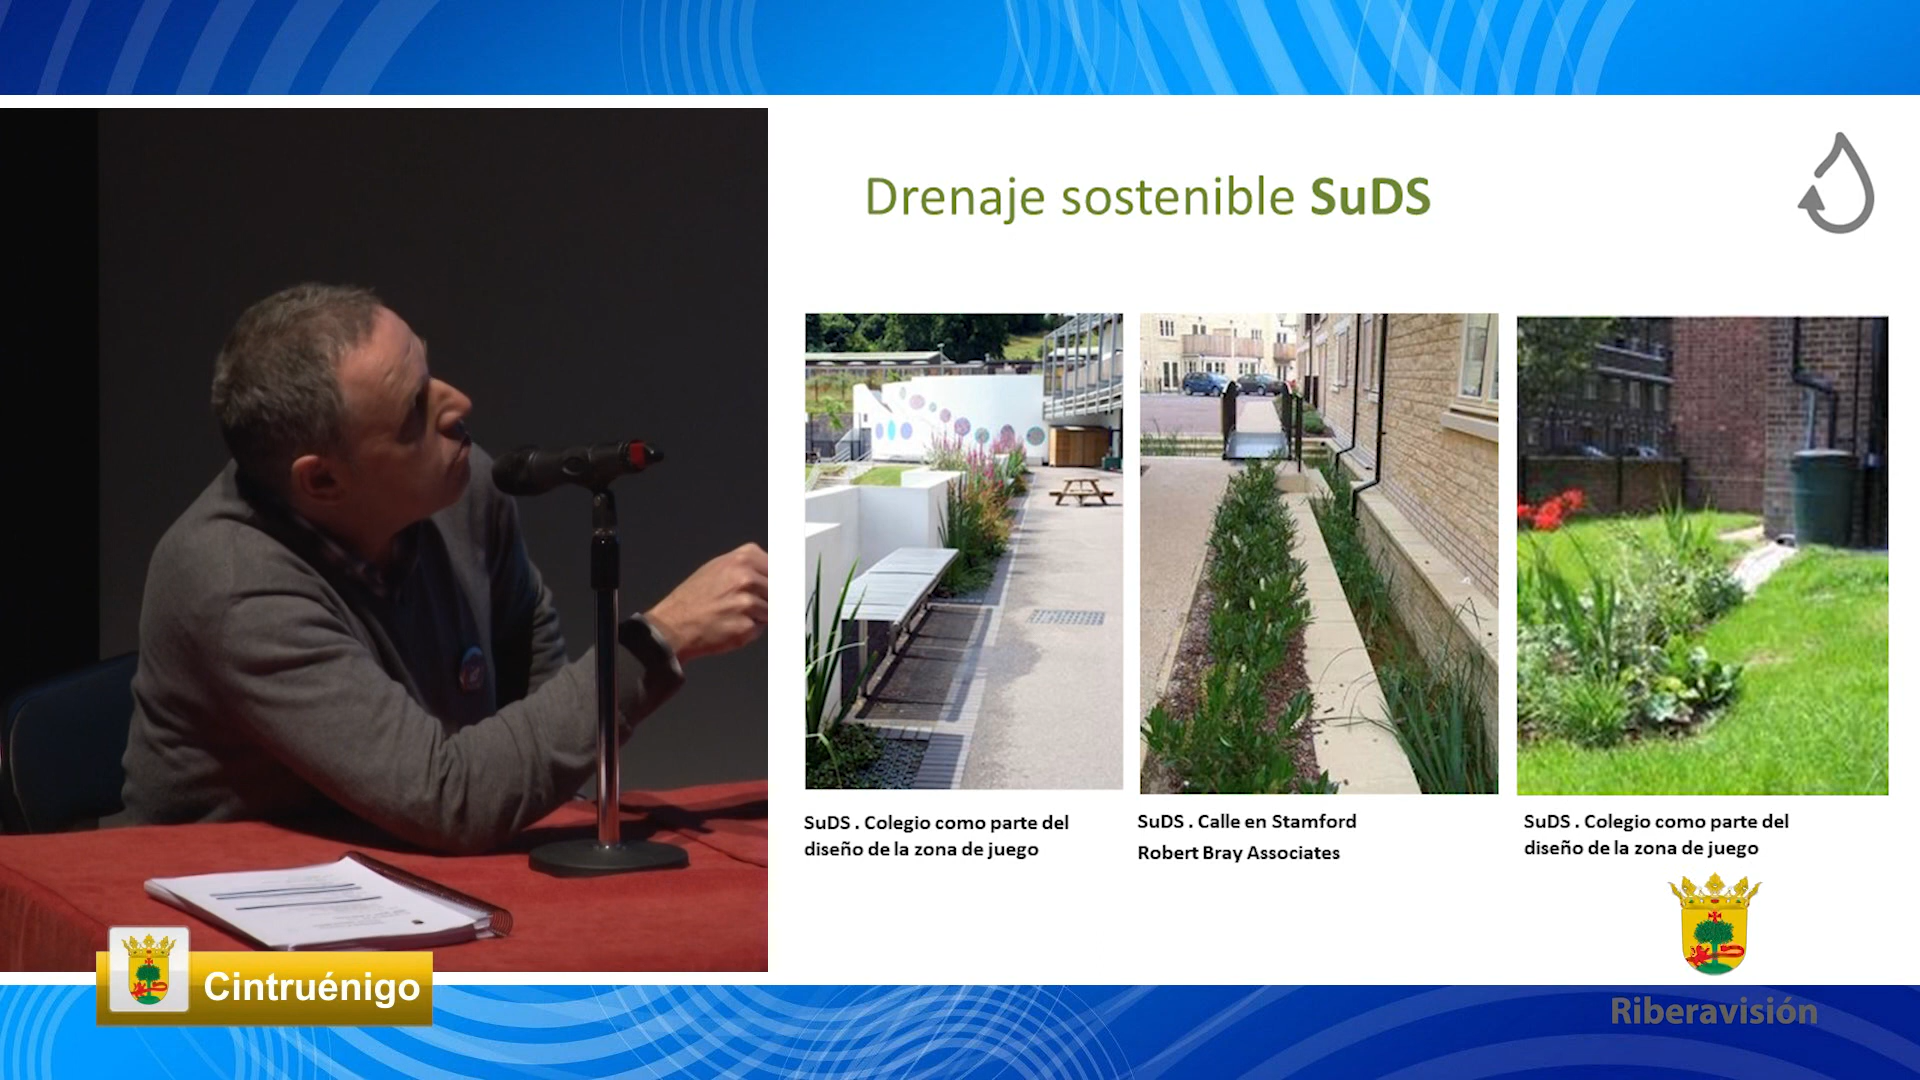 Drenaje sostenible SuDS
SuDS . Colegio como parte del
diseño de la zona de juego
SuDS . Calle en Stamford
Robert Bray Associates
SuDS . Colegio como parte del
diseño de la zona de juego
Cintruénigo
Riberavisión